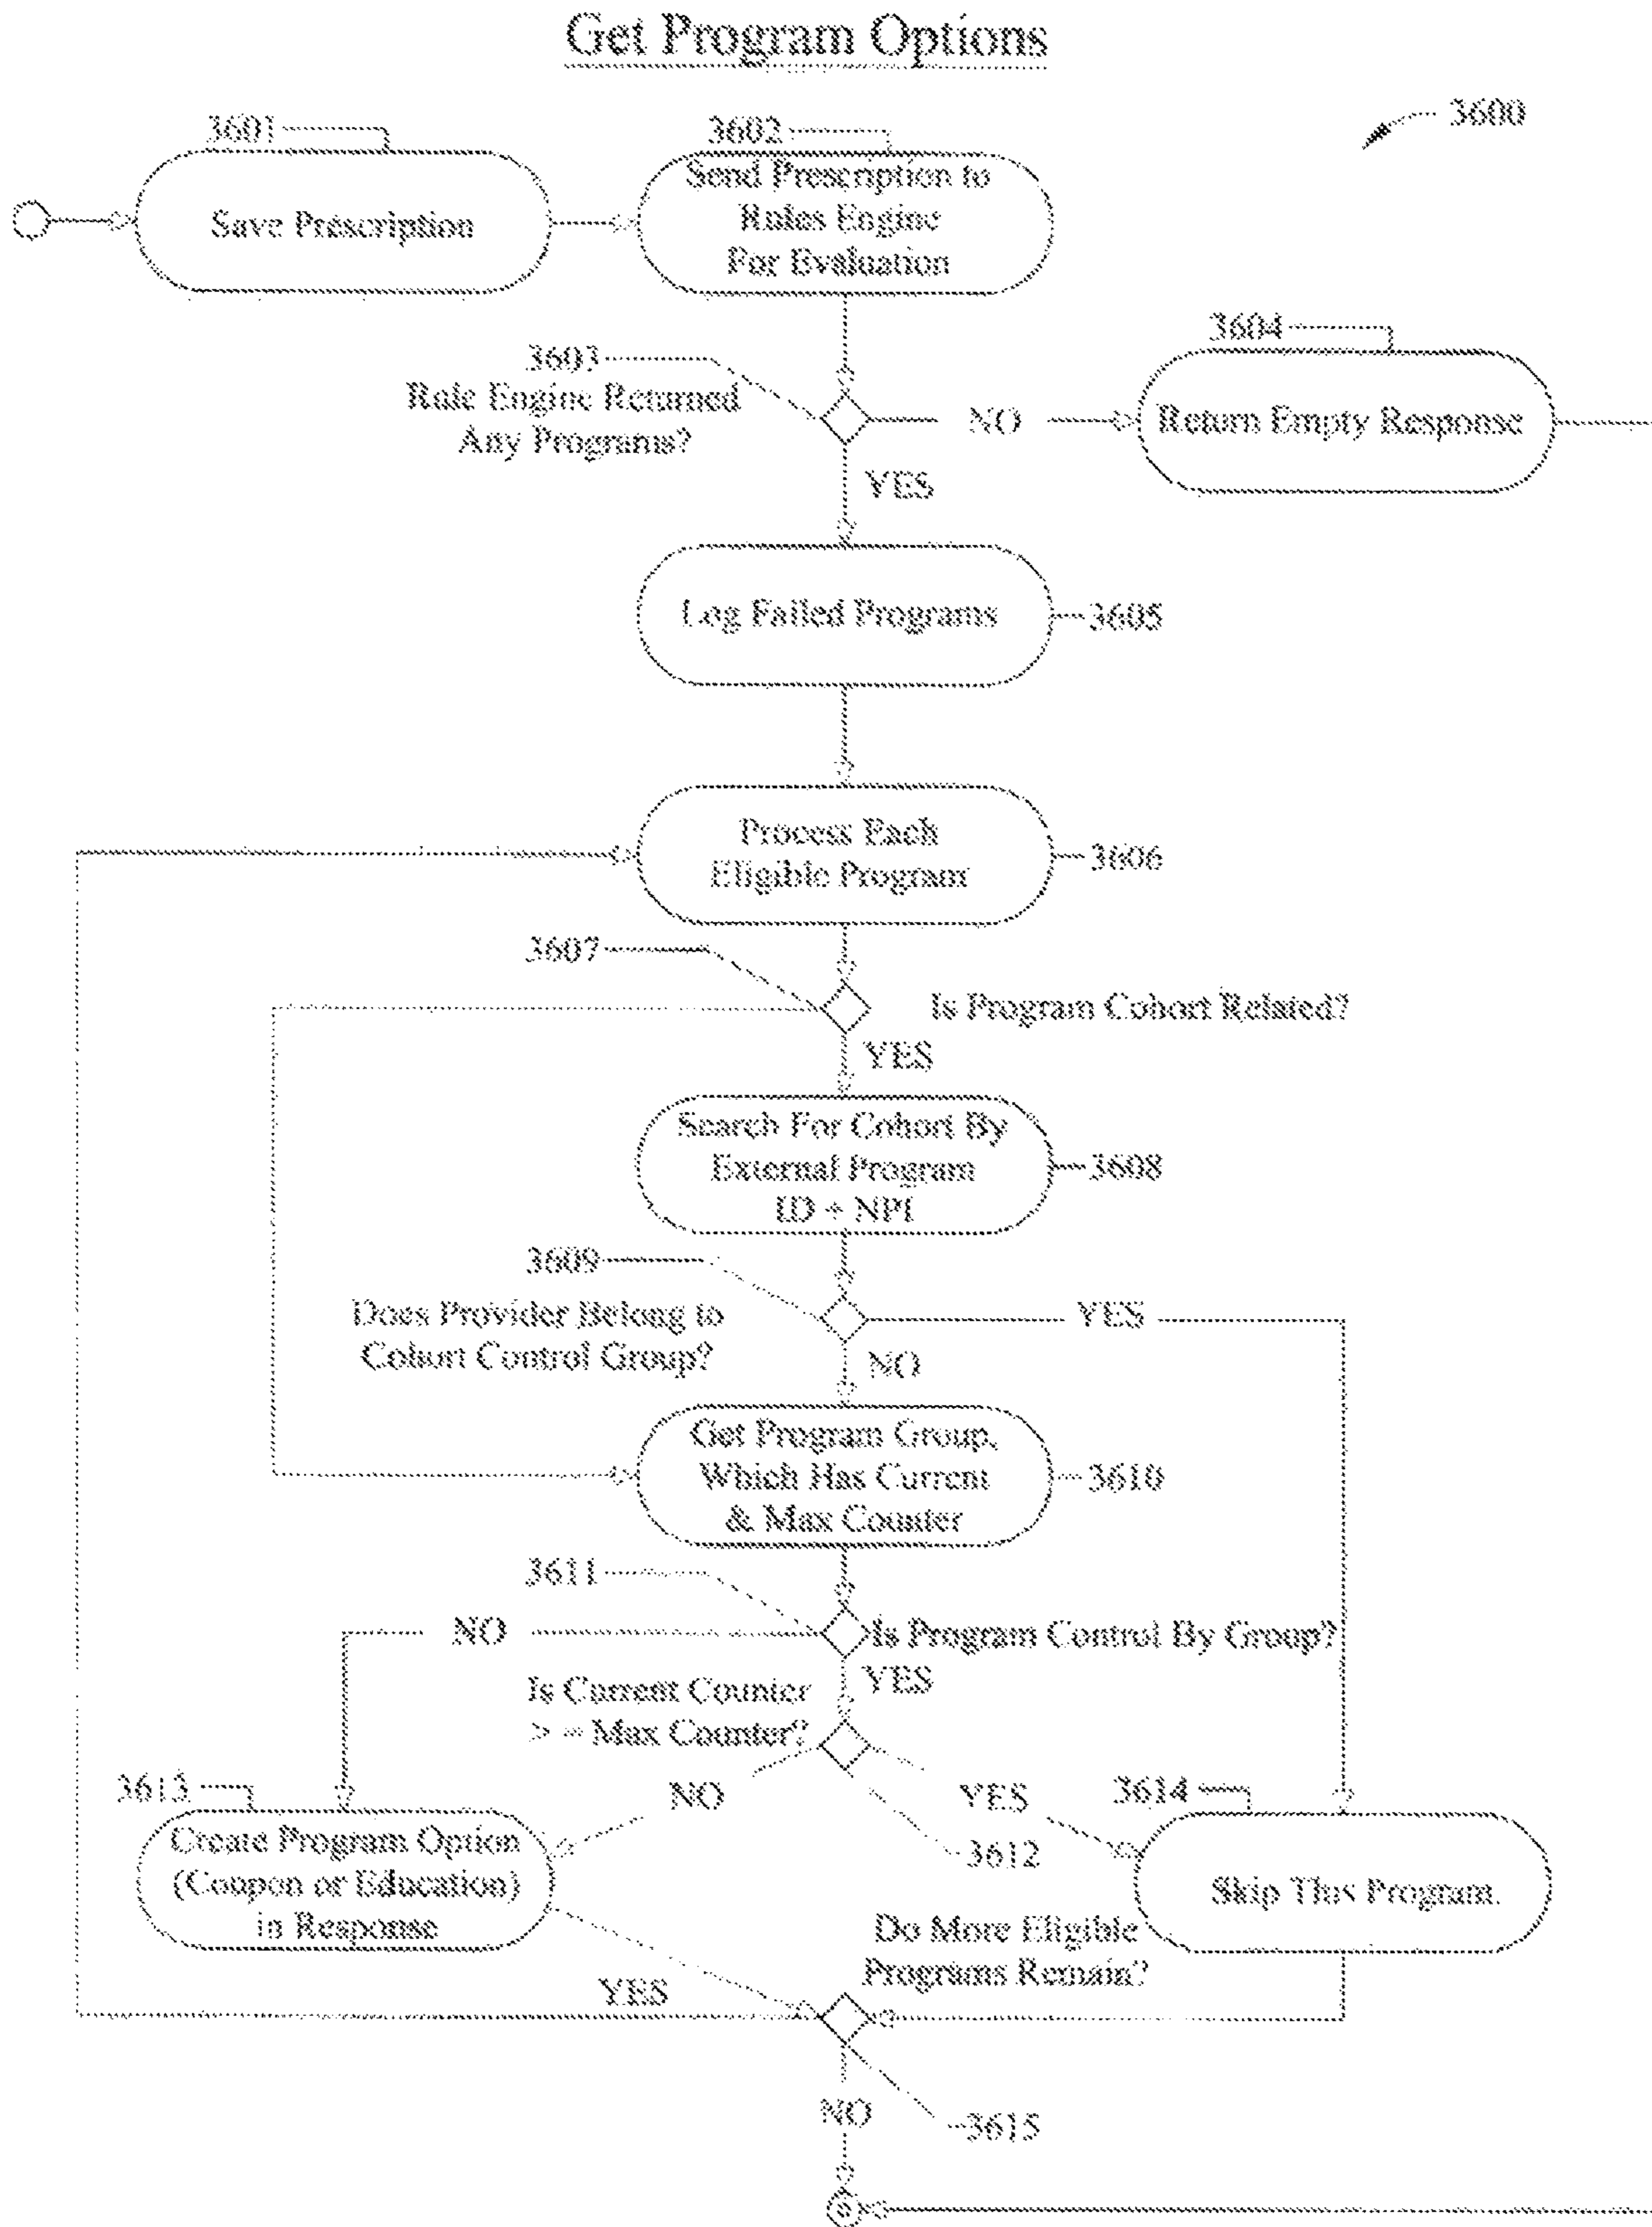 Get Program Options
3600
3601
Save Prescription
3602
Send Prescription to
Rules Engine
For Evaluation
3603
Rule Engine Returned
Any Programs?
NO
3604
Return Empty Response
YES
Log Failed Programs
3605
Process Each
Eligible Program
3606
3607
Is Program Cohort Related?
YES
Search For Cohort By
External Program
ID + NPI
3608
3609
Does Provider Belong to
Cohort Control Group?
YES
NO
Get Program Group,
Which Has Current
& Max Counter
3610
3611
NO
Is Program Control By Group?
YES
Is Current Counter
> = Max Counter?
NO
YES
3612
3613
Create Program Option
(Coupon or Education)
in Response
3614
Skip This Program.
Do More Eligible
Programs Remain?
YES
NO
3615